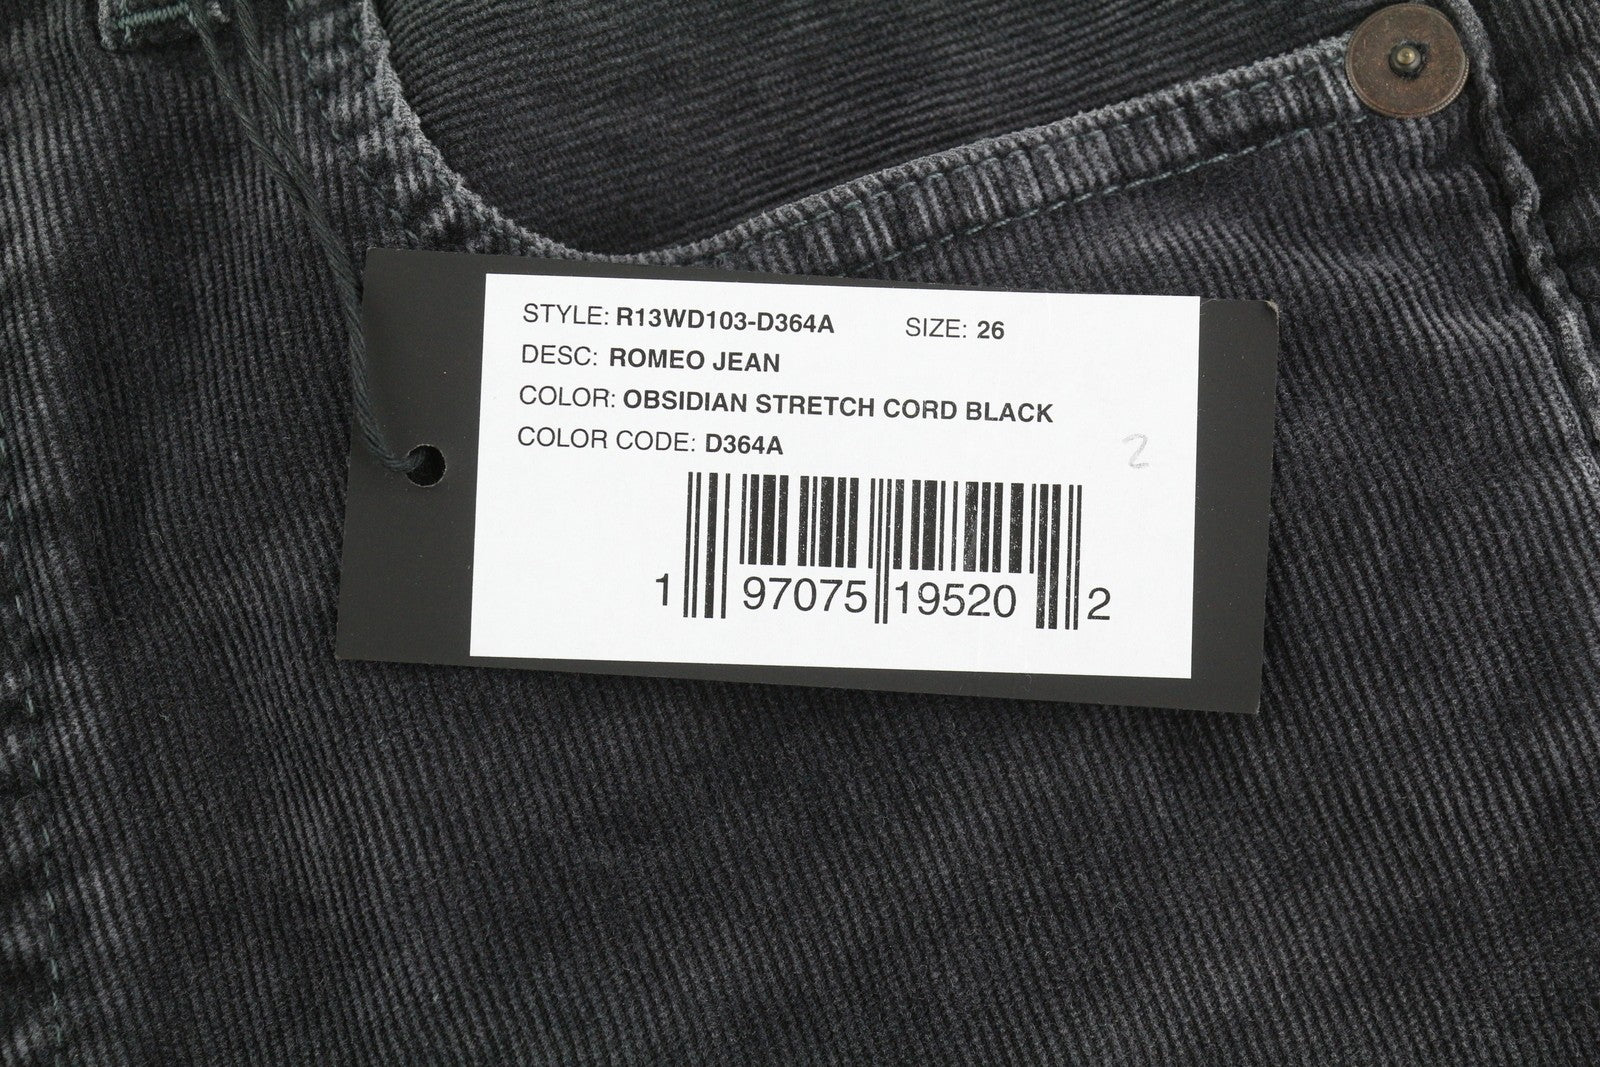 STYLE: R13WD103-D364A SIZE: 26
DESC: ROMEO JEAN
COLOR: OBSIDIAN STRETCH CORD BLACK
COLOR CODE: D364A
2
1 97075 19520 2